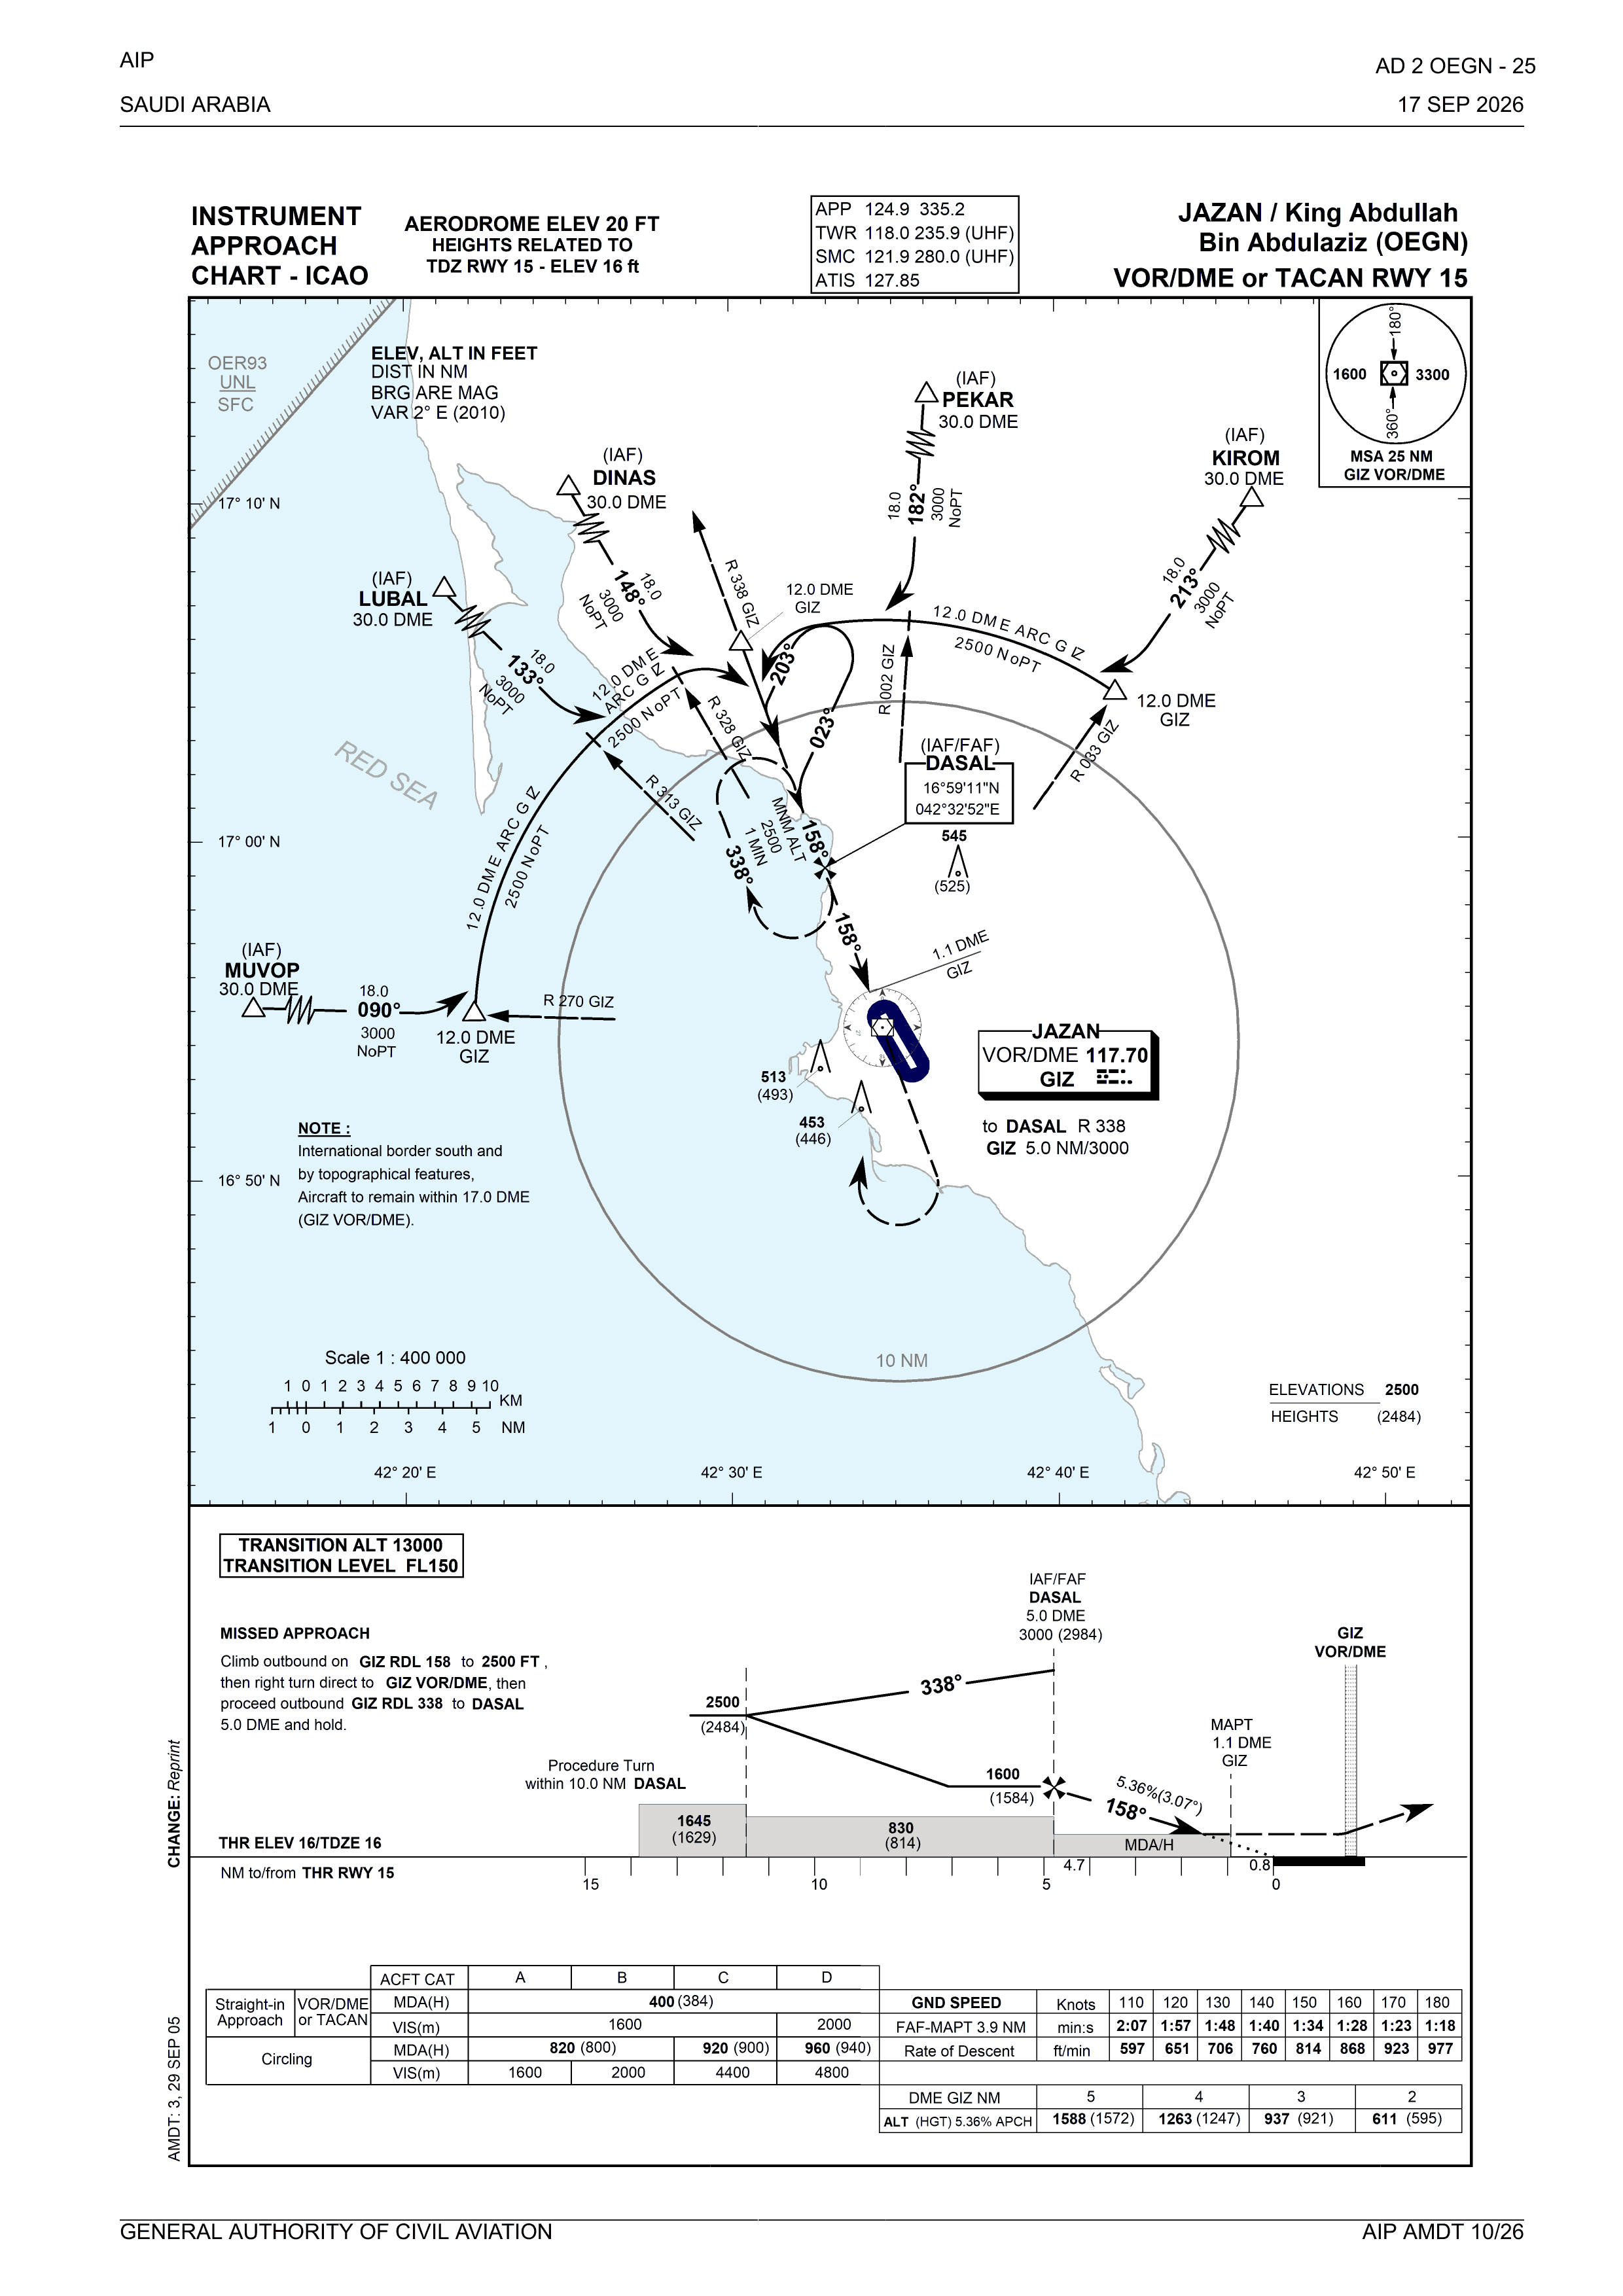 AIP
AD 2 OEGN - 25
SAUDI ARABIA
17 SEP 2026
INSTRUMENT
APPROACH
CHART - ICAO
AERODROME ELEV 20 FT
HEIGHTS RELATED TO
TDZ RWY 15 - ELEV 16 ft
APP 124.9 335.2
TWR 118.0 235.9 (UHF)
SMC 121.9 280.0 (UHF)
ATIS 127.85
JAZAN / King Abdullah
Bin Abdulaziz (OEGN)
VOR/DME or TACAN RWY 15
OER93
UNL
SFC
ELEV, ALT IN FEET
DIST IN NM
BRG ARE MAG
VAR 2° E (2010)
180°
1600
3300
360°
MSA 25 NM
GIZ VOR/DME
(IAF)
PEKAR
30.0 DME
18.0
182°
3000
NoPT
(IAF)
KIROM
30.0 DME
18.0
213°
3000
NoPT
(IAF)
DINAS
30.0 DME
18.0
148°
3000
NoPT
(IAF)
LUBAL
30.0 DME
18.0
133°
3000
NoPT
17° 10' N
R 338 GIZ
12.0 DME
GIZ
12.0 DME ARC GIZ
2500 NoPT
12.0 DME
GIZ
12.0 DME
ARC GIZ
2500 NoPT
203°
023°
R 002 GIZ
R 033 GIZ
R 328 GIZ
R 313 GIZ
RED SEA
(IAF/FAF)
DASAL
16°59'11"N
042°32'52"E
17° 00' N
12.0 DME ARC GIZ
2500 NoPT
MNM ALT
2500
1 MIN
338°
158°
158°
545
(525)
1.1 DME
GIZ
(IAF)
MUVOP
30.0 DME
18.0
090°
3000
NoPT
12.0 DME
GIZ
R 270 GIZ
JAZAN
VOR/DME 117.70
GIZ
513
(493)
453
(446)
to DASAL R 338
GIZ 5.0 NM/3000
NOTE :
International border south and
by topographical features,
Aircraft to remain within 17.0 DME
(GIZ VOR/DME).
16° 50' N
10 NM
Scale 1 : 400 000
1 0 1 2 3 4 5 6 7 8 9 10
KM
1 0 1 2 3 4 5 NM
ELEVATIONS 2500
HEIGHTS (2484)
42° 20' E
42° 30' E
42° 40' E
42° 50' E
TRANSITION ALT 13000
TRANSITION LEVEL FL150
MISSED APPROACH
Climb outbound on GIZ RDL 158 to 2500 FT ,
then right turn direct to GIZ VOR/DME, then
proceed outbound GIZ RDL 338 to DASAL
5.0 DME and hold.
IAF/FAF
DASAL
5.0 DME
3000 (2984)
GIZ
VOR/DME
338°
2500
(2484)
MAPT
1.1 DME
GIZ
Procedure Turn
within 10.0 NM DASAL
1600
(1584)
5.36%(3.07°)
158°
1645
(1629)
830
(814)
MDA/H
THR ELEV 16/TDZE 16
NM to/from THR RWY 15
4.7
0.8
15
10
5
0
CHANGE: Reprint
AMDT: 3, 29 SEP 05
ACFT CAT A B C D
Straight-in
Approach
VOR/DME
or TACAN
MDA(H) 400 (384)
VIS(m) 1600 2000
Circling
MDA(H) 820 (800) 920 (900) 960 (940)
VIS(m) 1600 2000 4400 4800
GND SPEED Knots 110 120 130 140 150 160 170 180
FAF-MAPT 3.9 NM min:s 2:07 1:57 1:48 1:40 1:34 1:28 1:23 1:18
Rate of Descent ft/min 597 651 706 760 814 868 923 977
DME GIZ NM 5 4 3 2
ALT (HGT) 5.36% APCH 1588 (1572) 1263 (1247) 937 (921) 611 (595)
GENERAL AUTHORITY OF CIVIL AVIATION
AIP AMDT 10/26